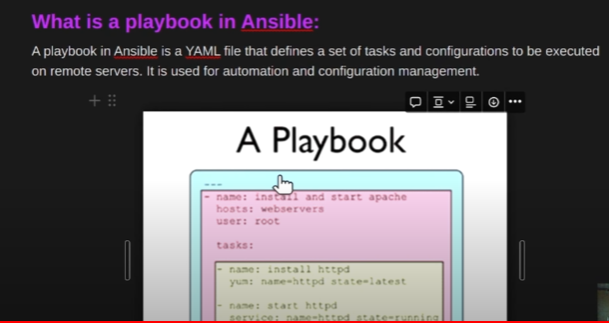 What is a playbook in Ansible:
A playbook in Ansible is a YAML file that defines a set of tasks and configurations to be executed
on remote servers. It is used for automation and configuration management.
A Playbook
---
- name: install and start apache
hosts: webservers
user: root
tasks:
- name: install httpd
yum: name=httpd state=latest
- name: start httpd
service: name=httpd state=running